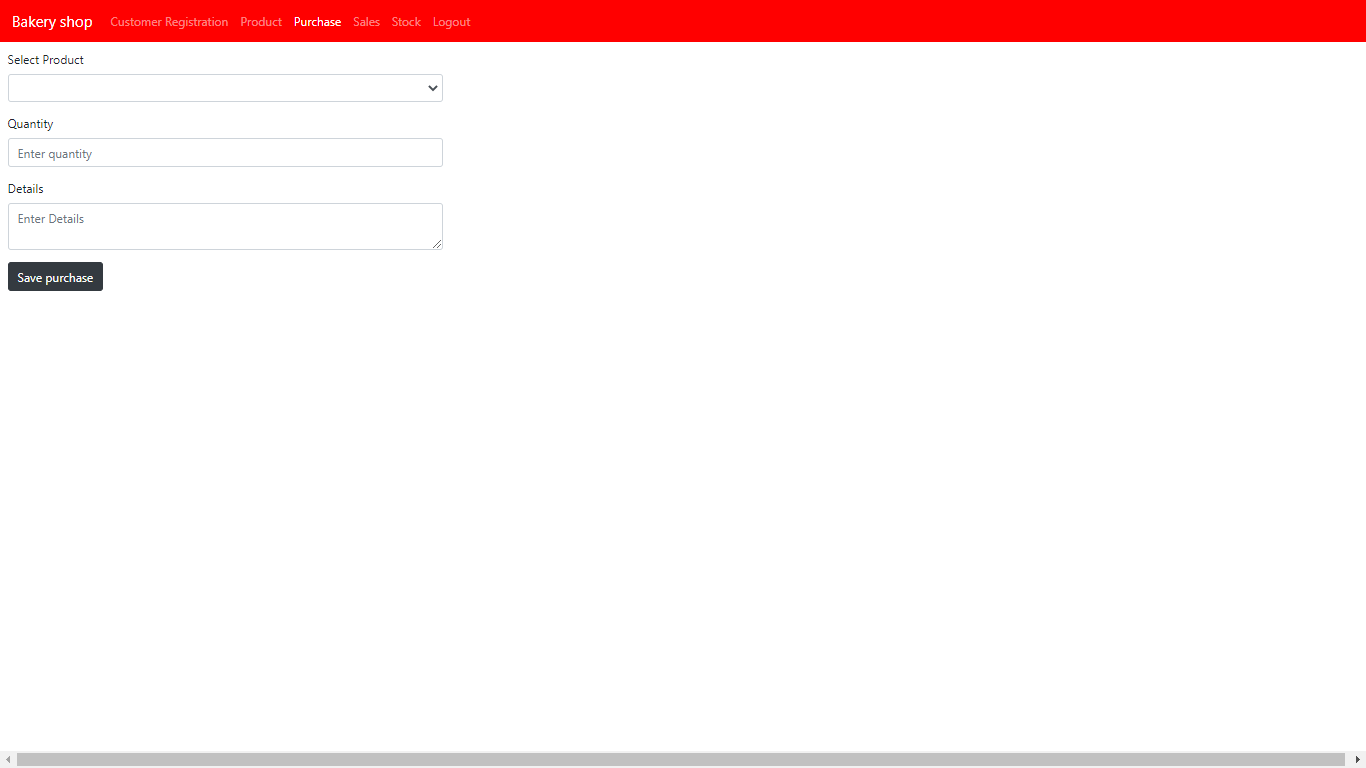 Bakery shop Customer Registration Product Purchase Sales Stock Logout
Select Product
Quantity
Enter quantity
Details
Enter Details
Save purchase